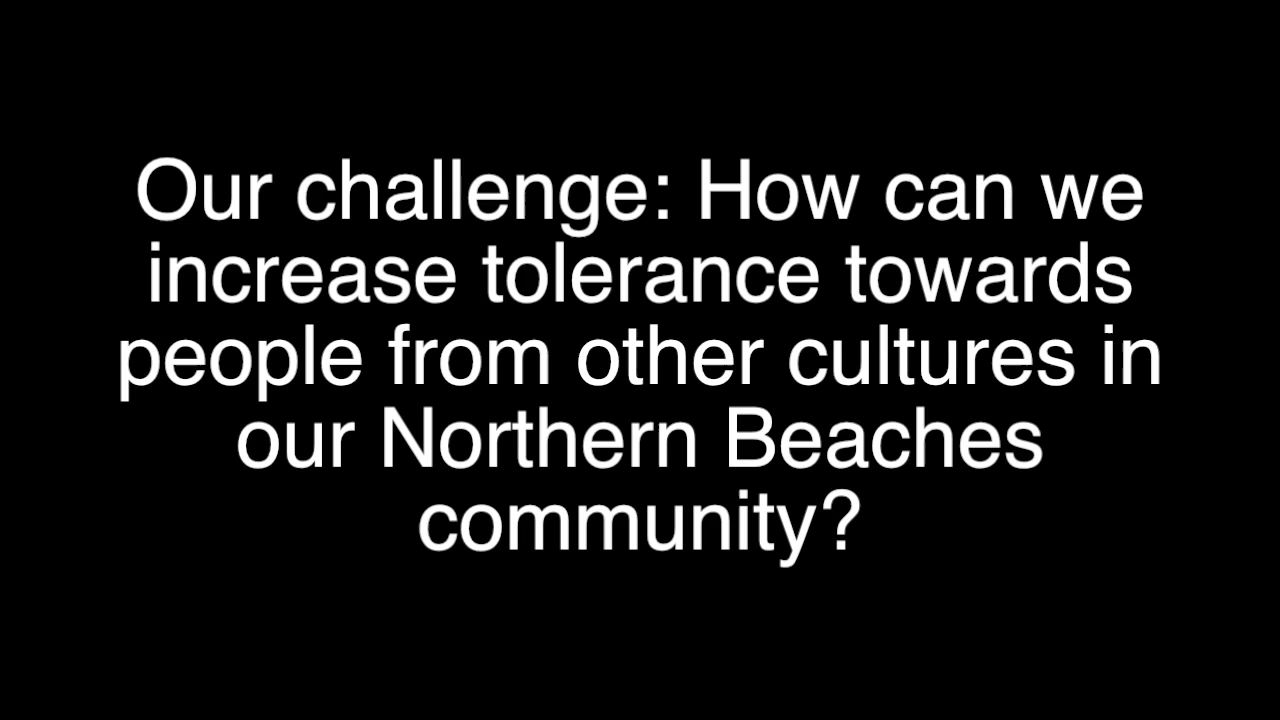 Our challenge: How can we
increase tolerance towards
people from other cultures in
our Northern Beaches
community?